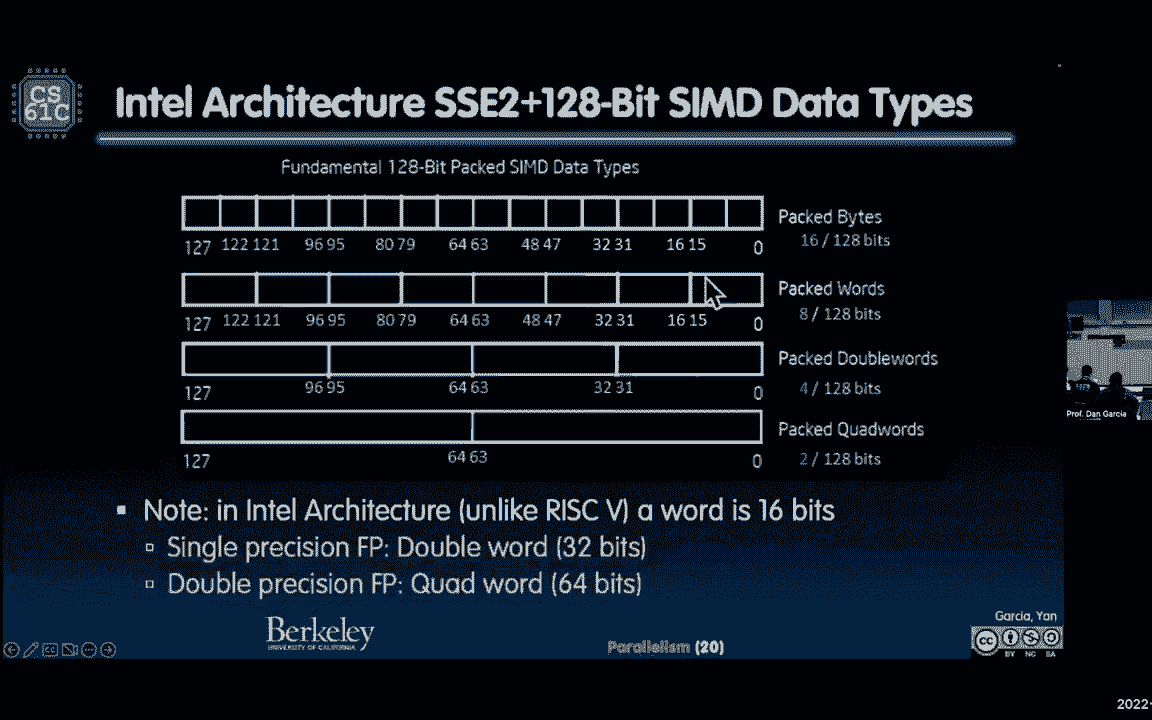 CS
61C
Intel Architecture SSE2+128-Bit SIMD Data Types
Fundamental 128-Bit Packed SIMD Data Types
Packed Bytes
16 / 128 bits
127 122 121 96 95 80 79 64 63 48 47 32 31 16 15 0
Packed Words
8 / 128 bits
127 122 121 96 95 80 79 64 63 48 47 32 31 16 15 0
Packed Doublewords
4 / 128 bits
127 96 95 64 63 32 31 0
Packed Quadwords
2 / 128 bits
127 64 63 0
Prof. Dan Garcia
Note: in Intel Architecture (unlike RISC V) a word is 16 bits
Single precision FP: Double word (32 bits)
Double precision FP: Quad word (64 bits)
Berkeley
UNIVERSITY OF CALIFORNIA
Parallelism (20)
Garcia, Yan
cc
BY NC SA
2022-